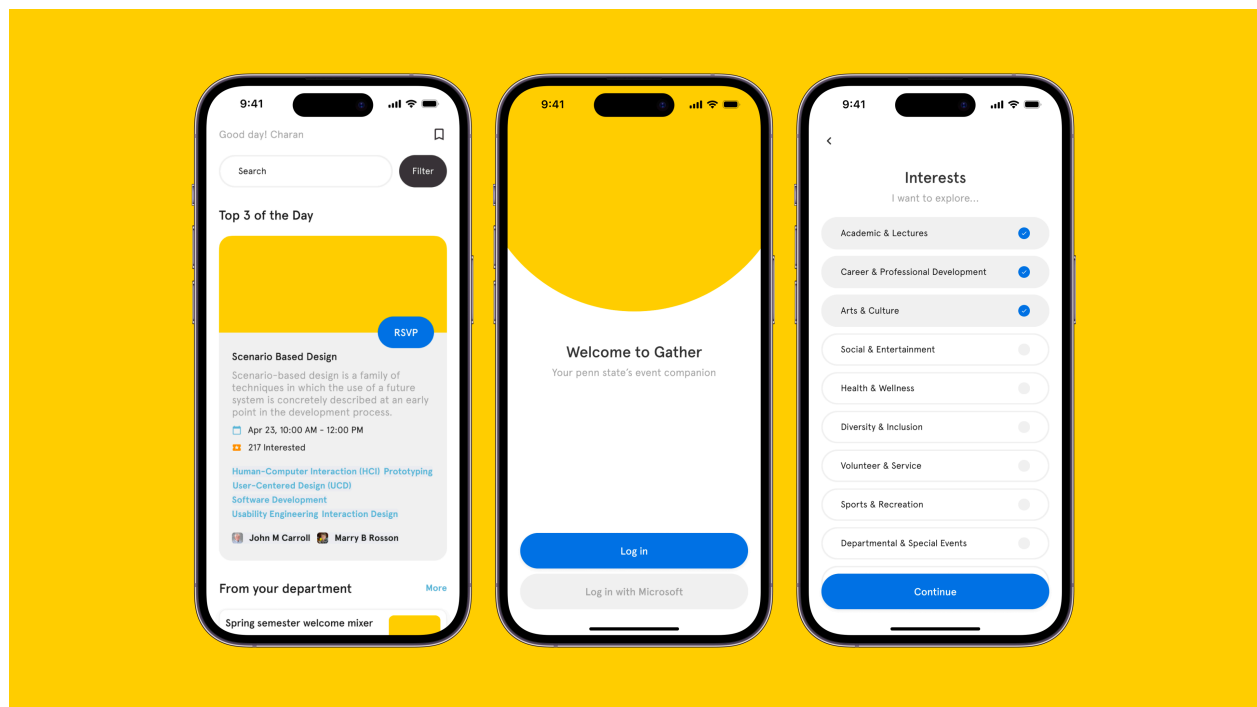 9:41
Good day! Charan
Search
Filter
Top 3 of the Day
RSVP
Scenario Based Design
Scenario-based design is a family of
techniques in which the use of a future
system is concretely described at an early
point in the development process.
Apr 23, 10:00 AM - 12:00 PM
217 Interested
Human-Computer Interaction (HCI) Prototyping
User-Centered Design (UCD)
Software Development
Usability Engineering Interaction Design
John M Carroll Marry B Rosson
From your department
More
Spring semester welcome mixer
9:41
Welcome to Gather
Your penn state's event companion
Log in
Log in with Microsoft
9:41
Interests
I want to explore...
Academic & Lectures
Career & Professional Development
Arts & Culture
Social & Entertainment
Health & Wellness
Diversity & Inclusion
Volunteer & Service
Sports & Recreation
Departmental & Special Events
Continue